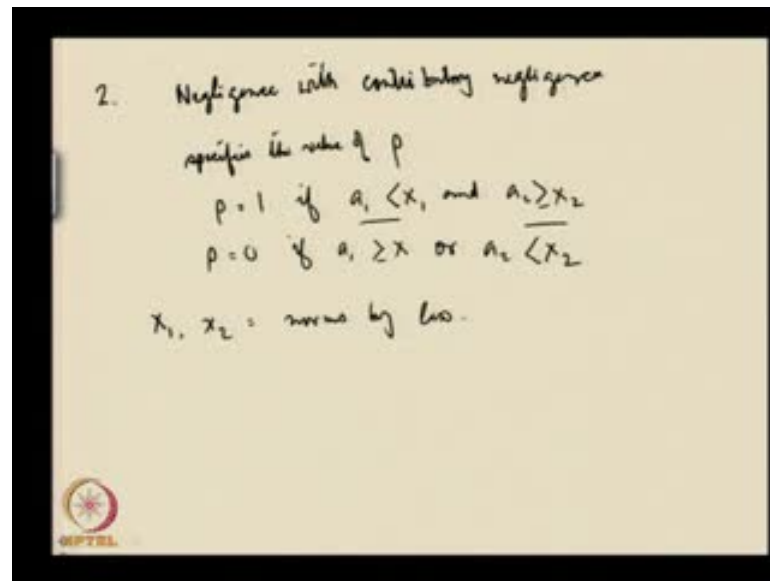 2. Negligence with contributory negligence
specifies the value of p
p = 1 if a₁ < x₁ and a₂ ≥ x₂
p = 0 if a₁ ≥ x or a₂ < x₂
x₁, x₂ = norms by law.
NPTEL